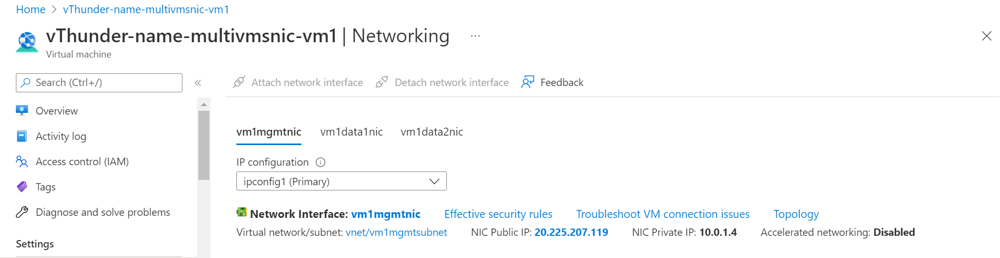 Home > vThunder-name-multivmsnic-vm1
vThunder-name-multivmsnic-vm1 | Networking ...
Virtual machine
Search (Ctrl+/) «
Attach network interface Detach network interface Feedback
Overview
Activity log
Access control (IAM)
Tags
Diagnose and solve problems
Settings
vm1mgmtnic vm1data1nic vm1data2nic
IP configuration
ipconfig1 (Primary)
Network Interface: vm1mgmtnic Effective security rules Troubleshoot VM connection issues Topology
Virtual network/subnet: vnet/vm1mgmtsubnet NIC Public IP: 20.225.207.119 NIC Private IP: 10.0.1.4 Accelerated networking: Disabled